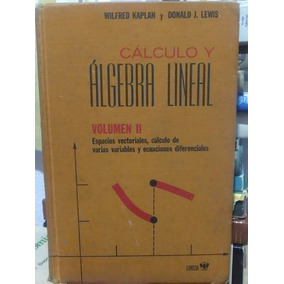 WILFRED KAPLAN y DONALD J. LEWIS
CÁLCULO Y
ÁLGEBRA LINEAL
VOLUMEN II
Espacios vectoriales, cálculo de
varias variables y ecuaciones diferenciales
LIMUSA